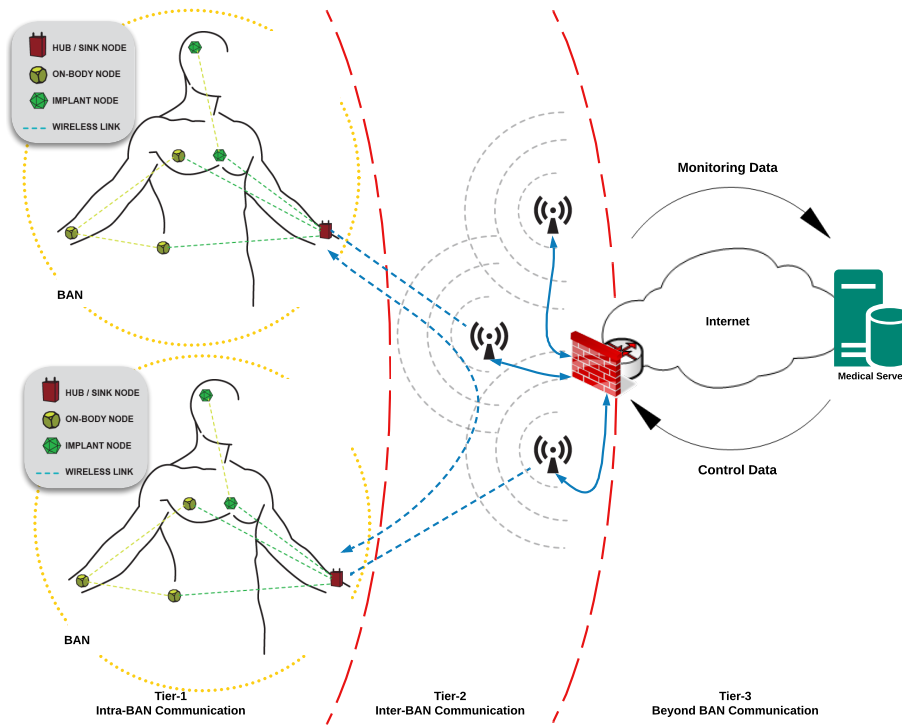 HUB / SINK NODE
ON-BODY NODE
IMPLANT NODE
WIRELESS LINK
BAN
HUB / SINK NODE
ON-BODY NODE
IMPLANT NODE
WIRELESS LINK
BAN
Monitoring Data
Internet
Medical Serve
Control Data
Tier-1
Intra-BAN Communication
Tier-2
Inter-BAN Communication
Tier-3
Beyond BAN Communication